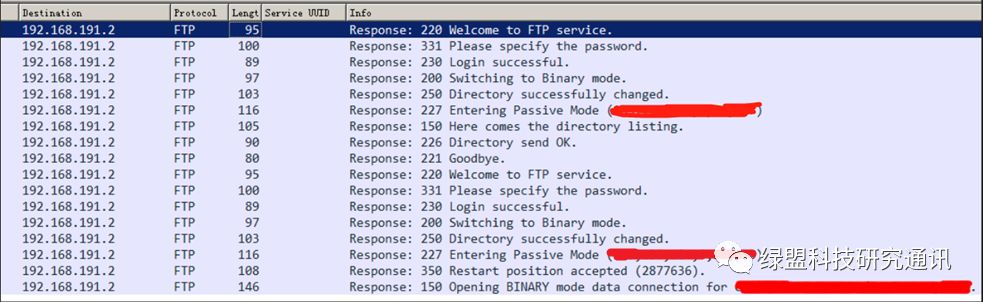 Destination Protocol Lengt Service UUID Info
192.168.191.2 FTP 95 Response: 220 Welcome to FTP service.
192.168.191.2 FTP 100 Response: 331 Please specify the password.
192.168.191.2 FTP 89 Response: 230 Login successful.
192.168.191.2 FTP 97 Response: 200 Switching to Binary mode.
192.168.191.2 FTP 103 Response: 250 Directory successfully changed.
192.168.191.2 FTP 116 Response: 227 Entering Passive Mode ( )
192.168.191.2 FTP 105 Response: 150 Here comes the directory listing.
192.168.191.2 FTP 90 Response: 226 Directory send OK.
192.168.191.2 FTP 80 Response: 221 Goodbye.
192.168.191.2 FTP 95 Response: 220 Welcome to FTP service.
192.168.191.2 FTP 100 Response: 331 Please specify the password.
192.168.191.2 FTP 89 Response: 230 Login successful.
192.168.191.2 FTP 97 Response: 200 Switching to Binary mode.
192.168.191.2 FTP 103 Response: 250 Directory successfully changed.
192.168.191.2 FTP 116 Response: 227 Entering Passive Mode (
192.168.191.2 FTP 108 Response: 350 Restart position accepted (2877636).
192.168.191.2 FTP 146 Response: 150 Opening BINARY mode data connection for .
绿盟科技研究通讯